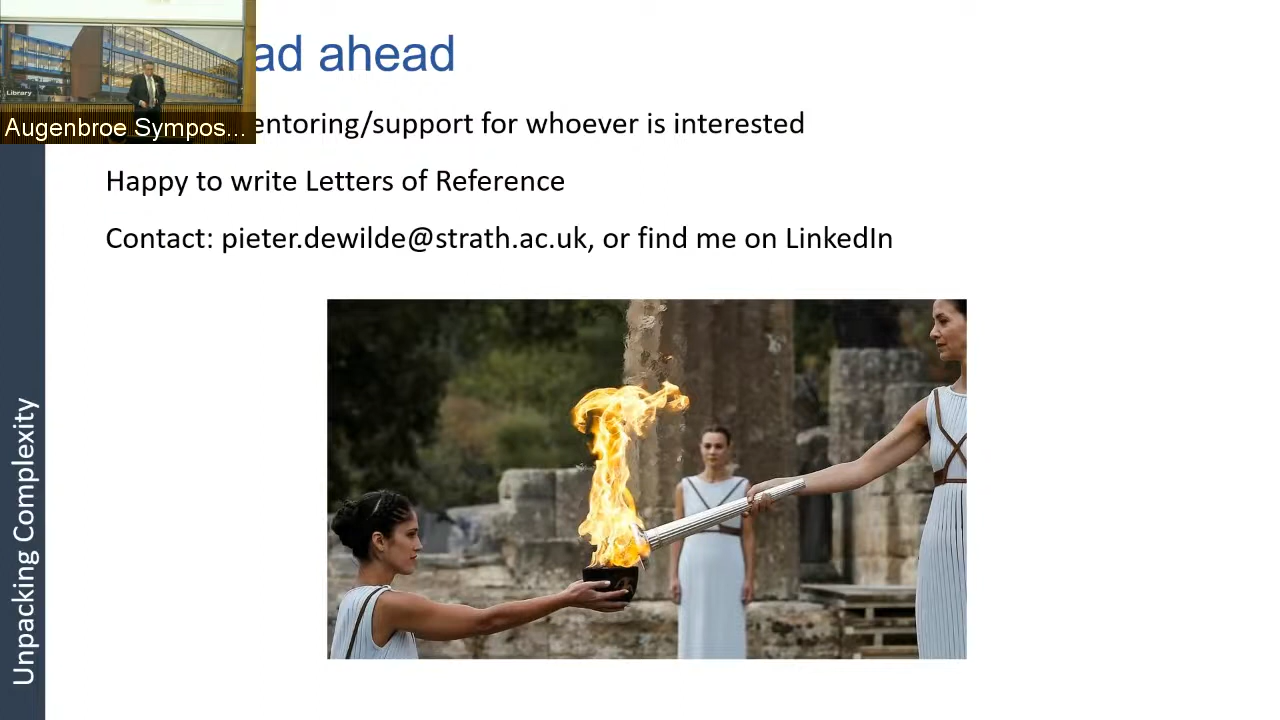 ad ahead
entoring/support for whoever is interested
Happy to write Letters of Reference
Contact: pieter.dewilde@strath.ac.uk, or find me on LinkedIn
Library
Augenbroe Sympos...
Unpacking Complexity